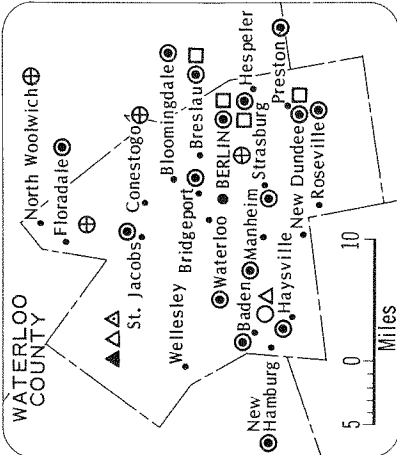 WATERLOO
COUNTY
North Woolwich
Floradale
St. Jacobs
Conestogo
Wellesley
Bridgeport
Bloomingdale
Breslau
Waterloo
BERLIN
Hespeler
Baden
Manheim
Strasburg
Preston
New
Hamburg
Haysville
New Dundee
Roseville
5 0 10
Miles